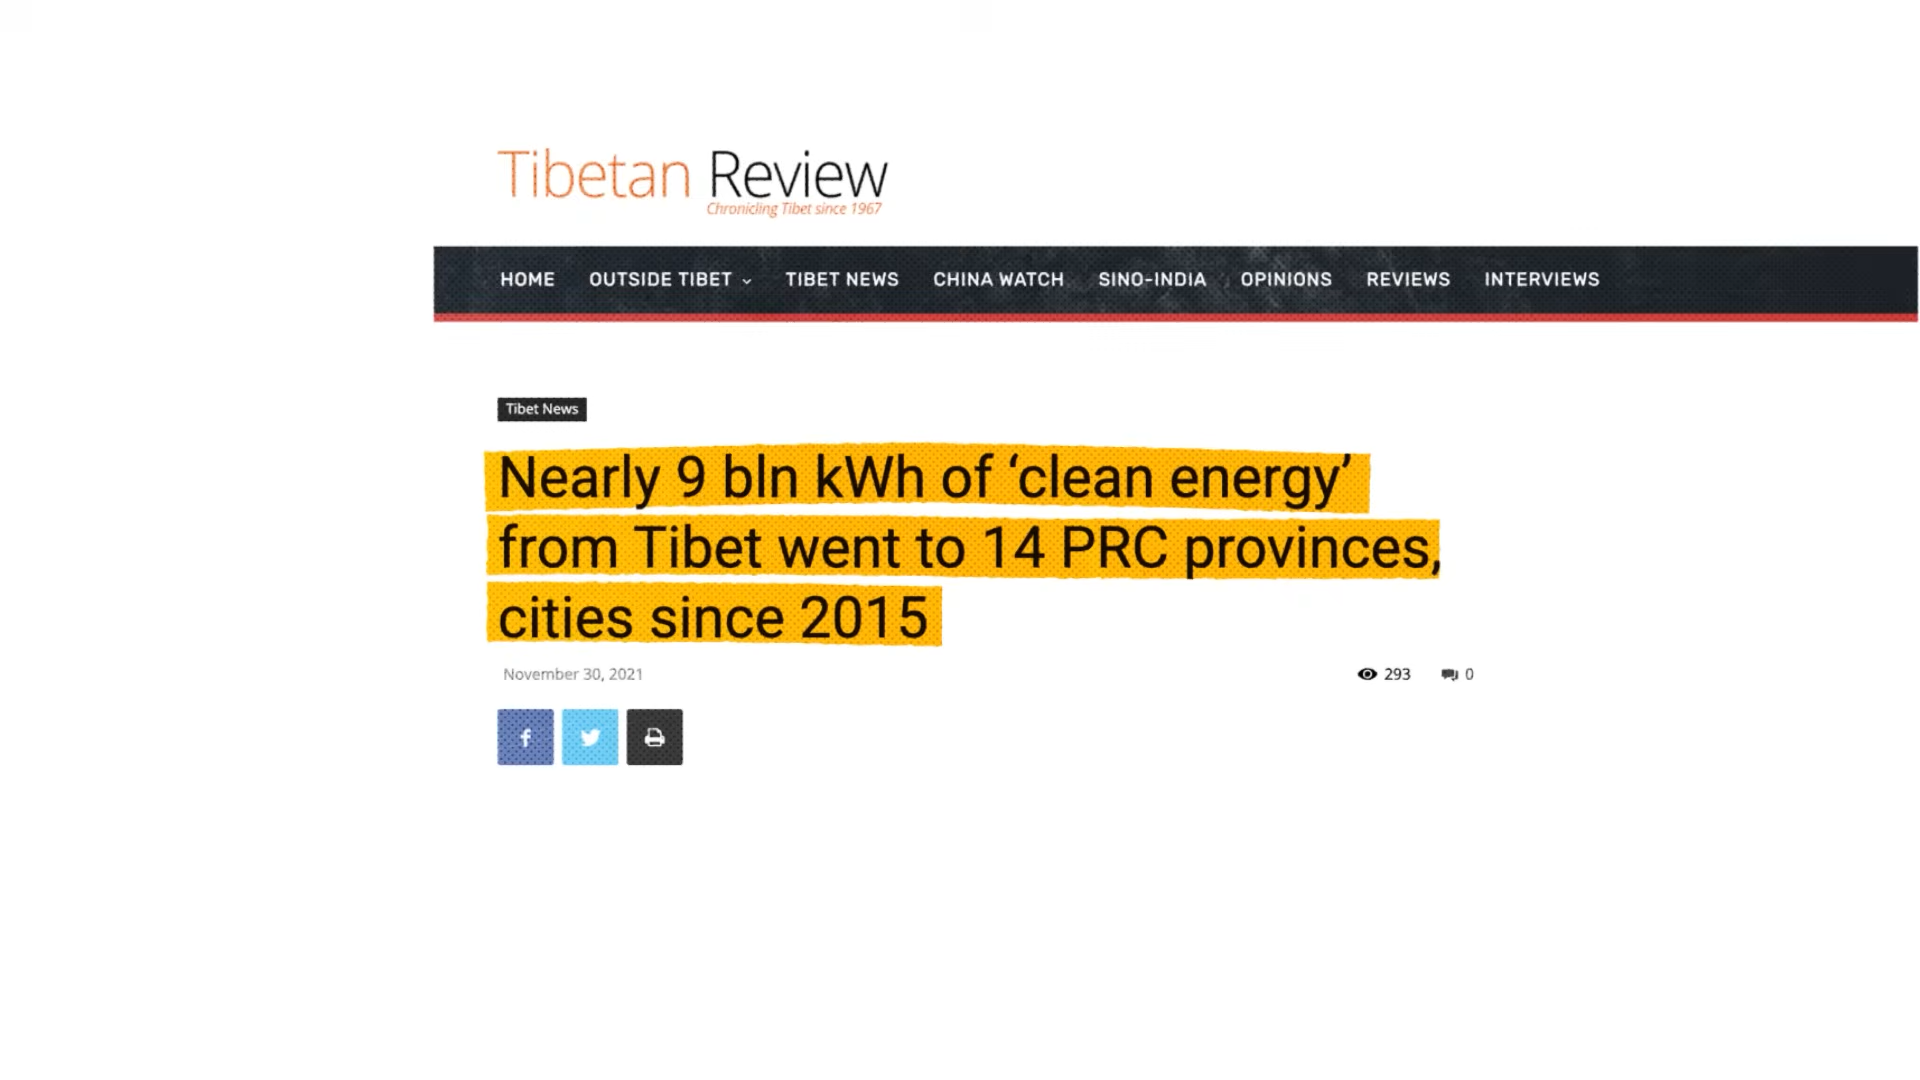 Tibetan Review
Chronicling Tibet since 1967
HOME OUTSIDE TIBET TIBET NEWS CHINA WATCH SINO-INDIA OPINIONS REVIEWS INTERVIEWS
Tibet News
Nearly 9 bln kWh of ‘clean energy’
from Tibet went to 14 PRC provinces,
cities since 2015
November 30, 2021 293 0